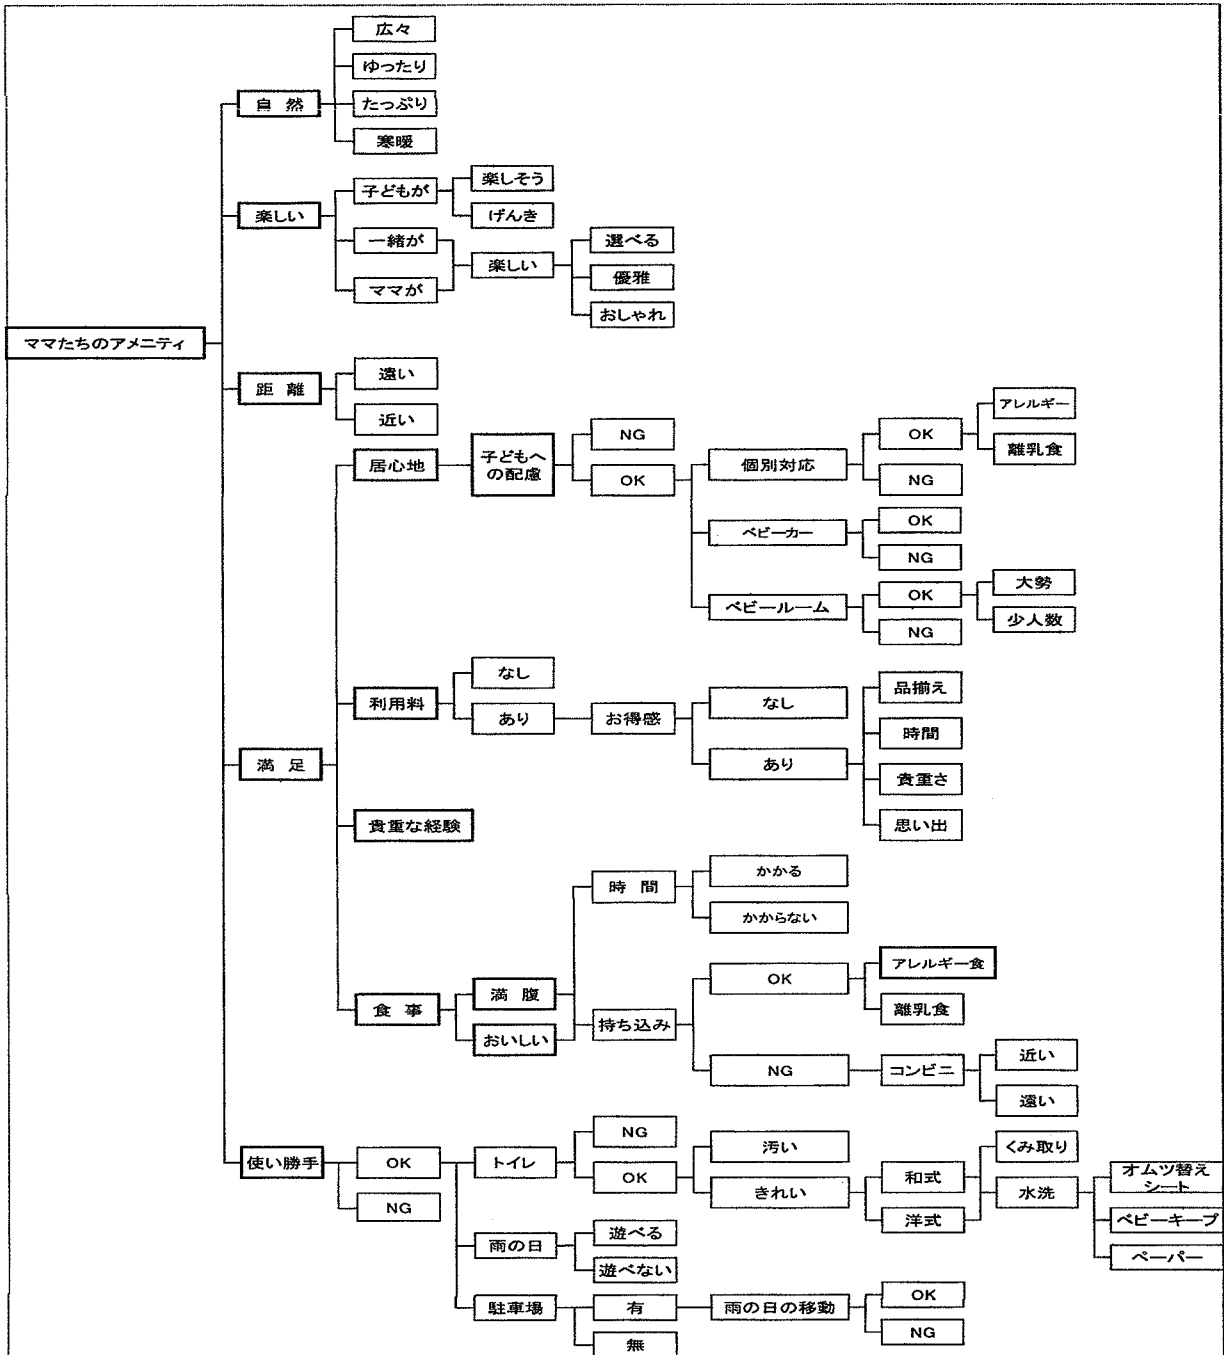 広々
ゆったり
自然
たっぷり
寒暖
楽しい
子どもが
楽しそう
げんき
一緒が
ママが
楽しい
選べる
優雅
おしゃれ
ママたちのアメニティ
距離
遠い
近い
満足
居心地
子どもへ
の配慮
NG
OK
個別対応
OK
アレルギー
離乳食
NG
ベビーカー
OK
NG
ベビールーム
OK
大勢
少人数
NG
利用料
なし
あり
お得感
なし
あり
品揃え
時間
貴重さ
思い出
貴重な経験
食事
満腹
おいしい
時間
かかる
かからない
持ち込み
OK
アレルギー食
離乳食
NG
コンビニ
近い
遠い
使い勝手
OK
NG
トイレ
NG
OK
汚い
きれい
和式
洋式
くみ取り
水洗
オムツ替え
シート
ベビーキープ
ペーパー
雨の日
遊べる
遊べない
駐車場
有
無
雨の日の移動
OK
NG